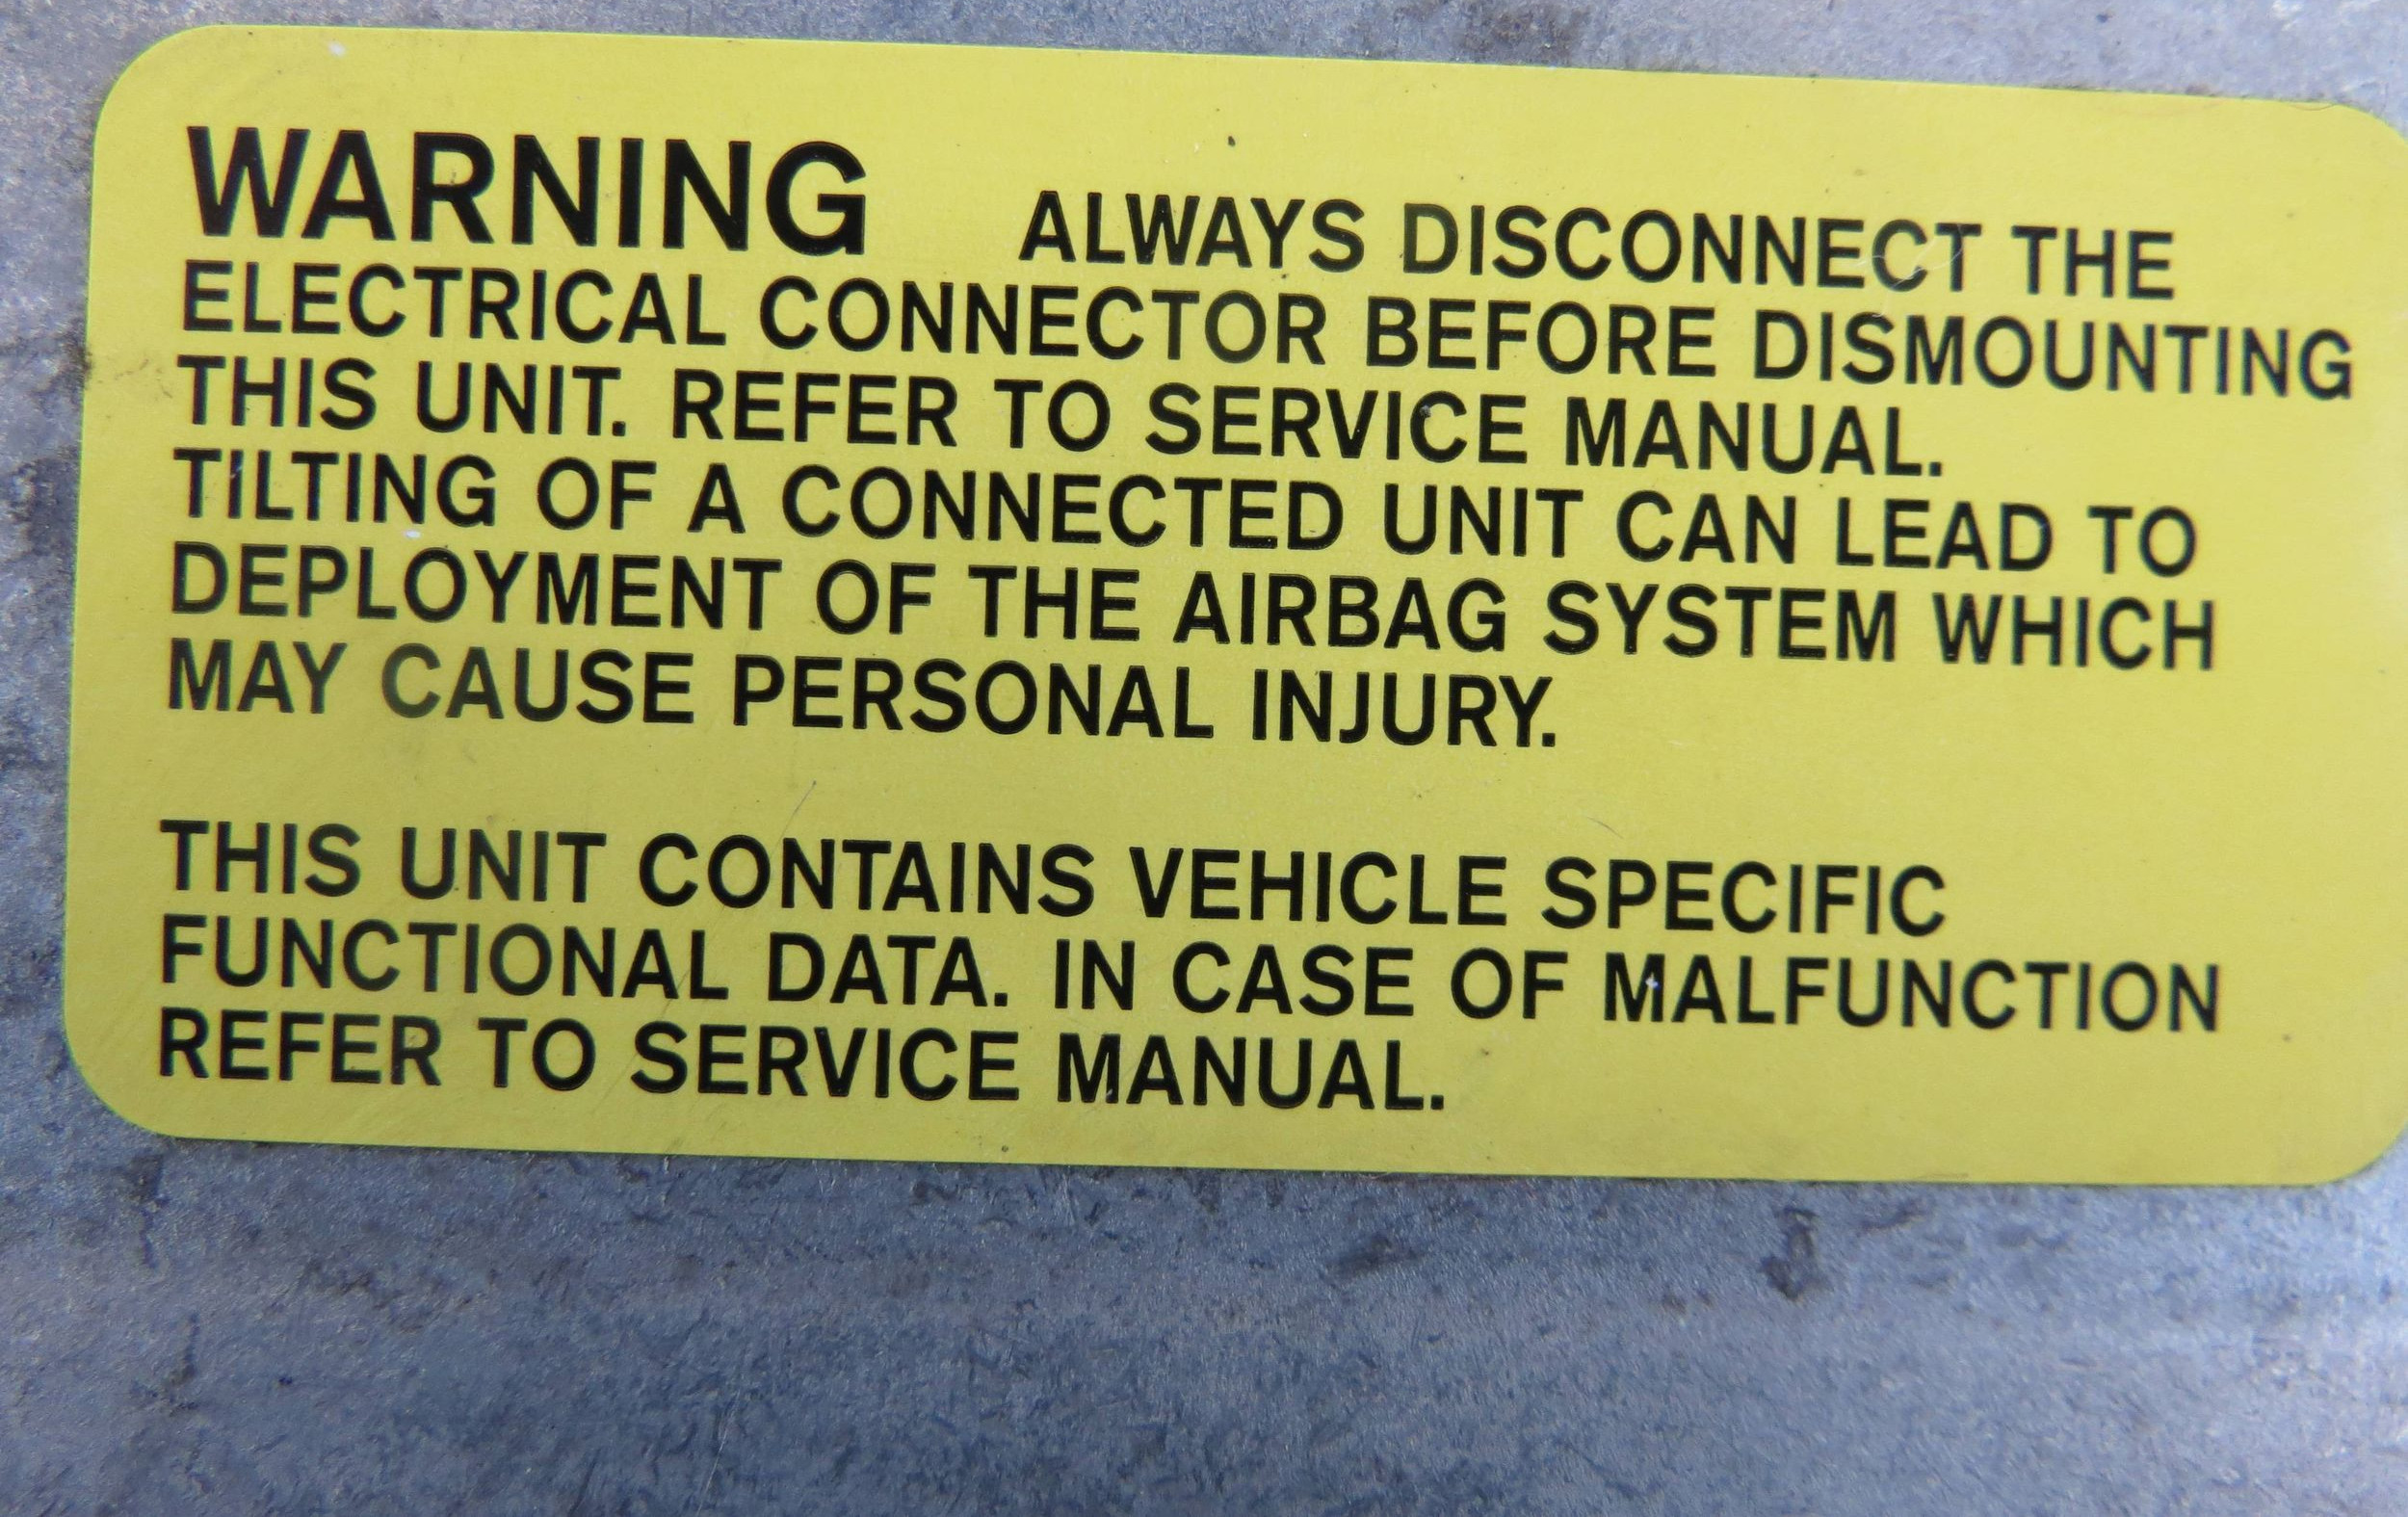 WARNING ALWAYS DISCONNECT THE
ELECTRICAL CONNECTOR BEFORE DISMOUNTING
THIS UNIT. REFER TO SERVICE MANUAL.
TILTING OF A CONNECTED UNIT CAN LEAD TO
DEPLOYMENT OF THE AIRBAG SYSTEM WHICH
MAY CAUSE PERSONAL INJURY.
THIS UNIT CONTAINS VEHICLE SPECIFIC
FUNCTIONAL DATA. IN CASE OF MALFUNCTION
REFER TO SERVICE MANUAL.